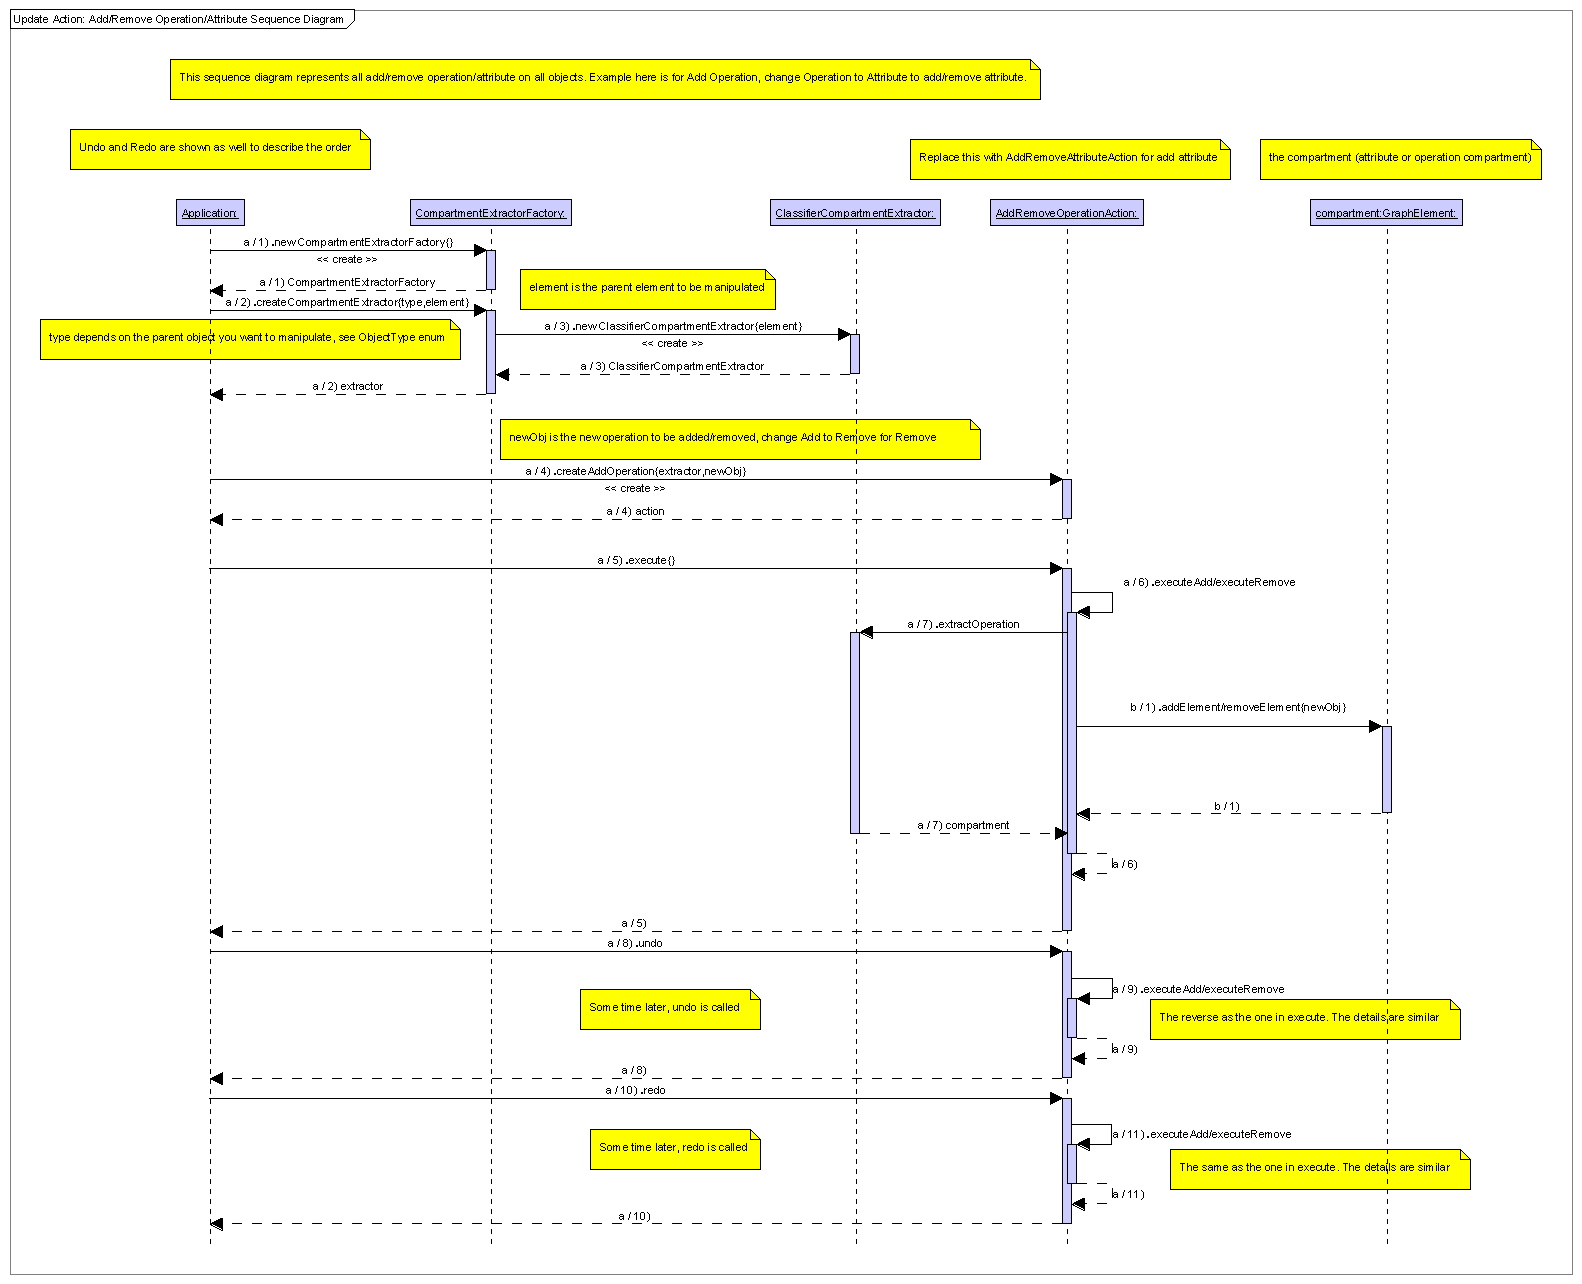 Update Action: Add/Remove Operation/Attribute Sequence Diagram
This sequence diagram represents all add/remove operation/attribute on all objects. Example here is for Add Operation, change Operation to Attribute to add/remove attribute.
Undo and Redo are shown as well to describe the order
Replace this with AddRemoveAttributeAction for add attribute
the compartment (attribute or operation compartment)
Application:
CompartmentExtractorFactory:
ClassifierCompartmentExtractor:
AddRemoveOperationAction:
compartment:GraphElement:
a / 1) .newCompartmentExtractorFactory{}
<< create >>
a / 1) CompartmentExtractorFactory
element is the parent element to be manipulated
a / 2) .createCompartmentExtractor{type,element}
type depends on the parent object you want to manipulate, see ObjectType enum
a / 3) .newClassifierCompartmentExtractor{element}
<< create >>
a / 3) ClassifierCompartmentExtractor
a / 2) extractor
newObj is the new operation to be added/removed, change Add to Remove for Remove
a / 4) .createAddOperation{extractor,newObj}
<< create >>
a / 4) action
a / 5) .execute{}
a / 6) .executeAdd/executeRemove
a / 7) .extractOperation
b / 1) .addElement/removeElement{newObj}
b / 1)
a / 7) compartment
a / 6)
a / 5)
a / 8) .undo
a / 9) .executeAdd/executeRemove
Some time later, undo is called
The reverse as the one in execute. The details are similar
a / 9)
a / 8)
a / 10) .redo
a / 11) .executeAdd/executeRemove
Some time later, redo is called
The same as the one in execute. The details are similar
a / 11)
a / 10)